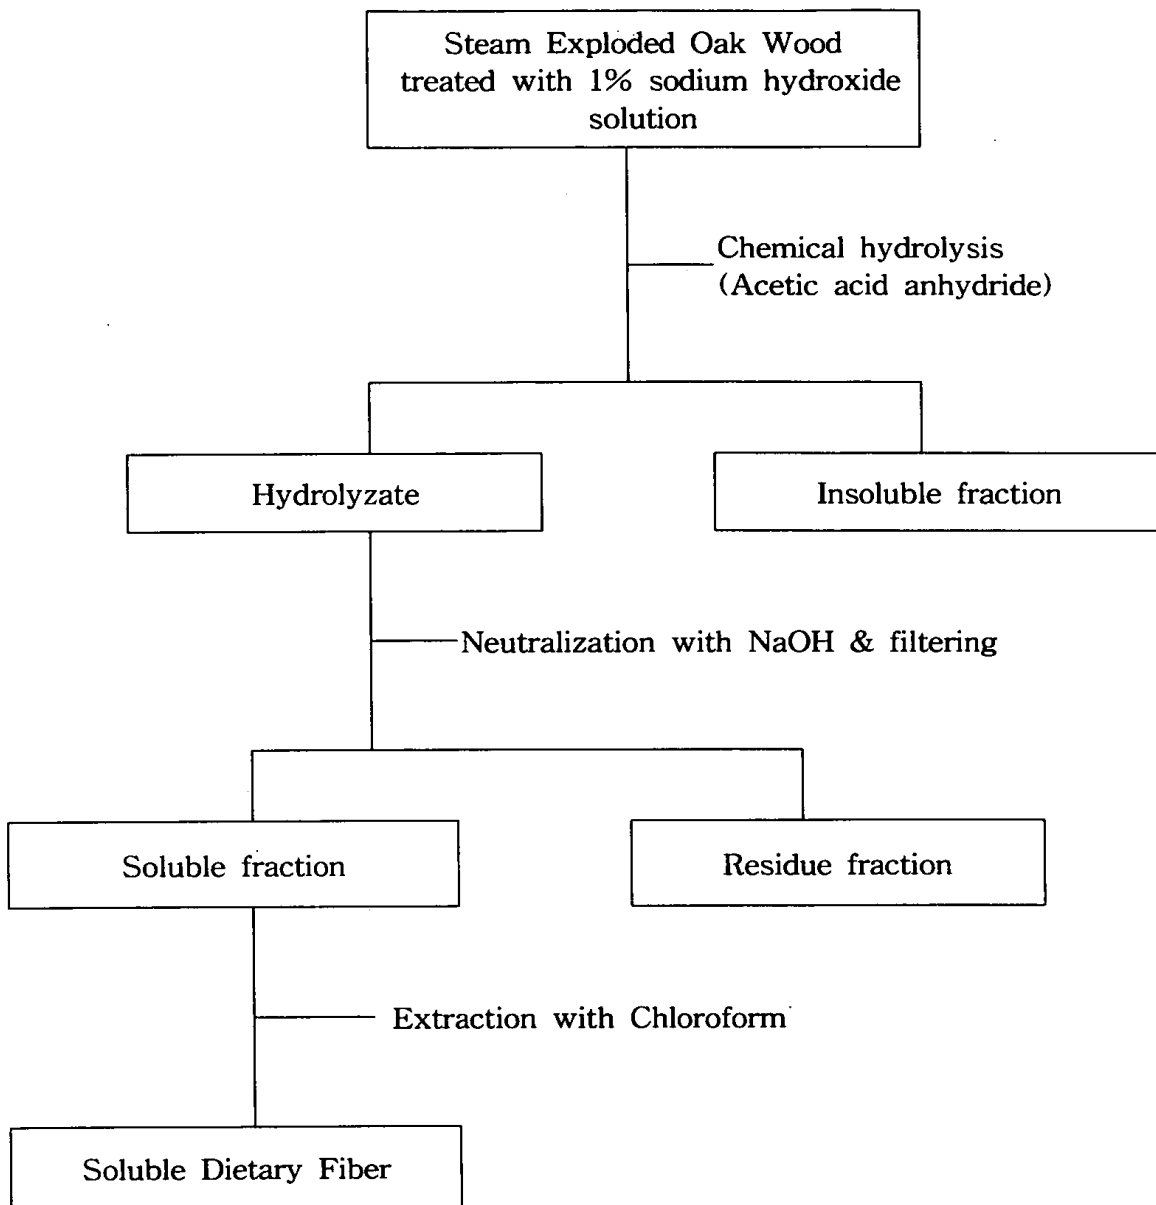 Steam Exploded Oak Wood
treated with 1% sodium hydroxide
solution
Chemical hydrolysis
(Acetic acid anhydride)
Hydrolyzate
Insoluble fraction
Neutralization with NaOH & filtering
Soluble fraction
Residue fraction
Extraction with Chloroform
Soluble Dietary Fiber